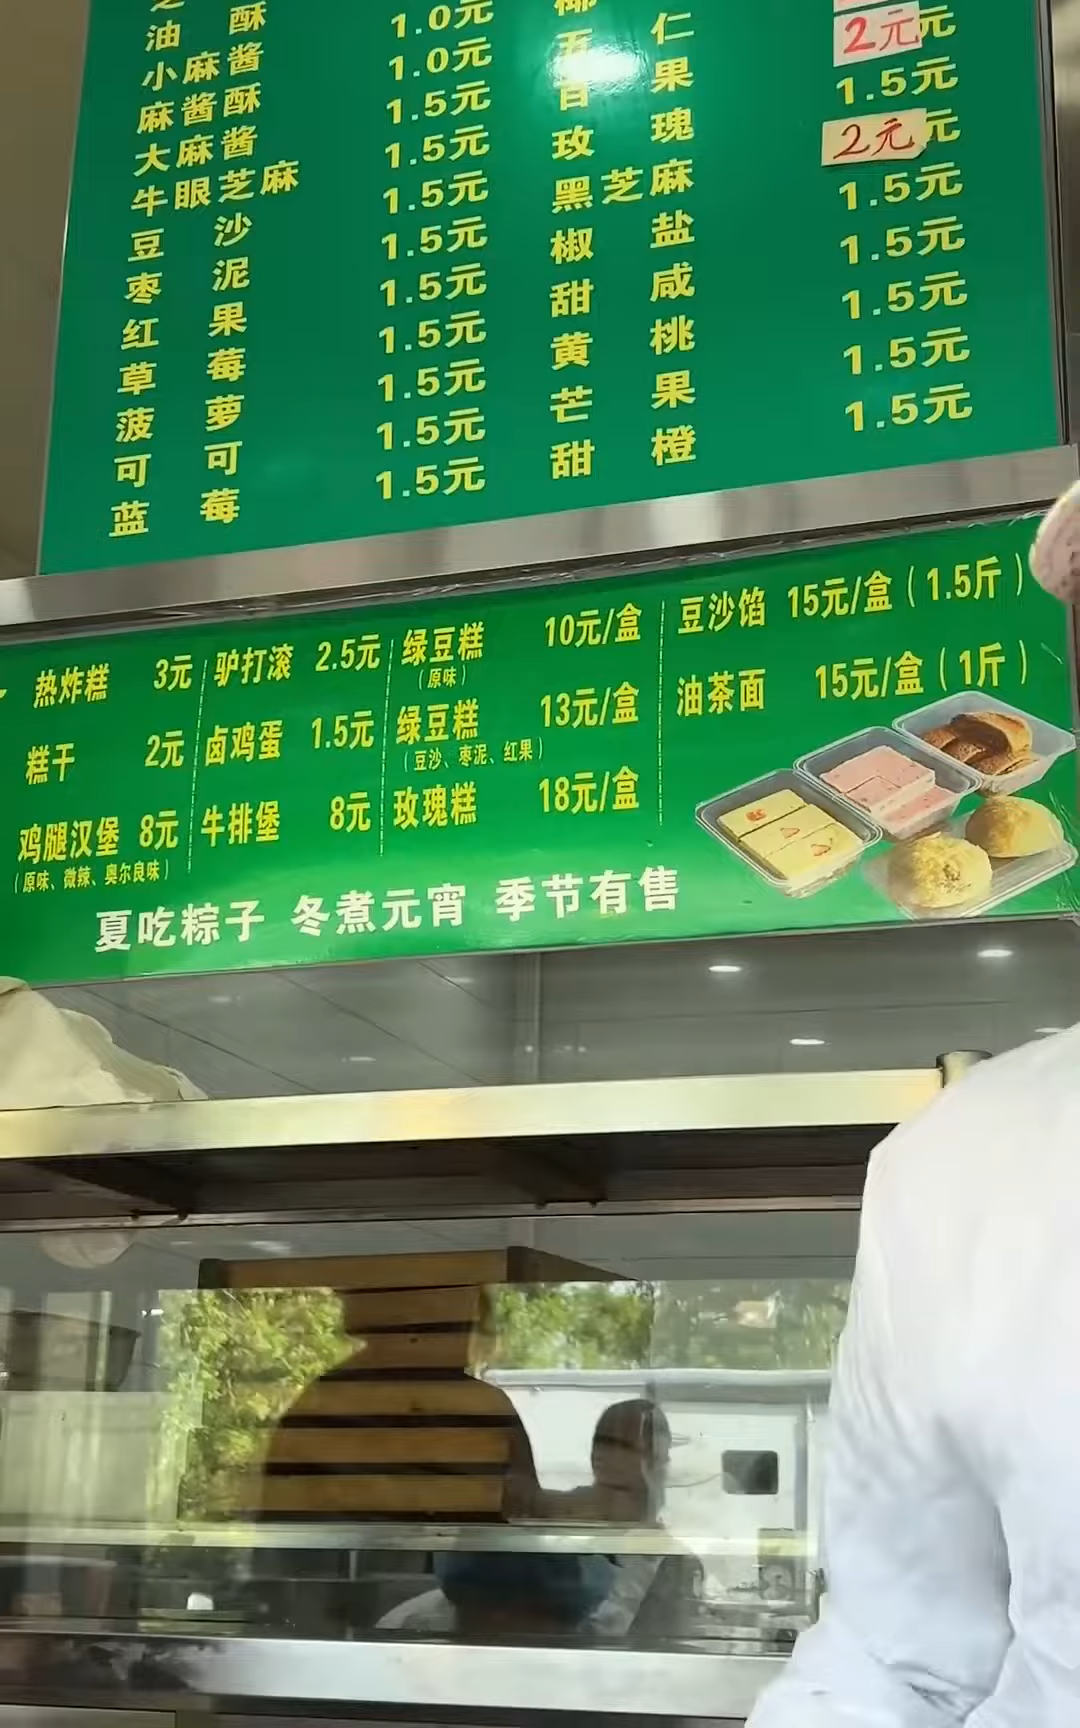 油酥
小麻酱 1.0元
麻酱酥 1.0元
大麻酱 1.5元 五仁
牛眼芝麻 1.5元 百果 2元元
豆沙 1.5元 玫瑰 1.5元
枣泥 1.5元 黑芝麻 2元元
红果 1.5元 椒盐 1.5元
草莓 1.5元 甜咸 1.5元
菠萝 1.5元 黄桃 1.5元
可可 1.5元 芒果 1.5元
蓝莓 1.5元 甜橙 1.5元
热炸糕 3元 驴打滚 2.5元 绿豆糕 10元/盒 豆沙馅 15元/盒(1.5斤)
(原味)
糕干 2元 卤鸡蛋 1.5元 绿豆糕 13元/盒 油茶面 15元/盒(1斤)
(豆沙、枣泥、红果)
鸡腿汉堡 8元 牛排堡 8元 玫瑰糕 18元/盒
(原味、微辣、奥尔良味)
夏吃粽子 冬煮元宵 季节有售